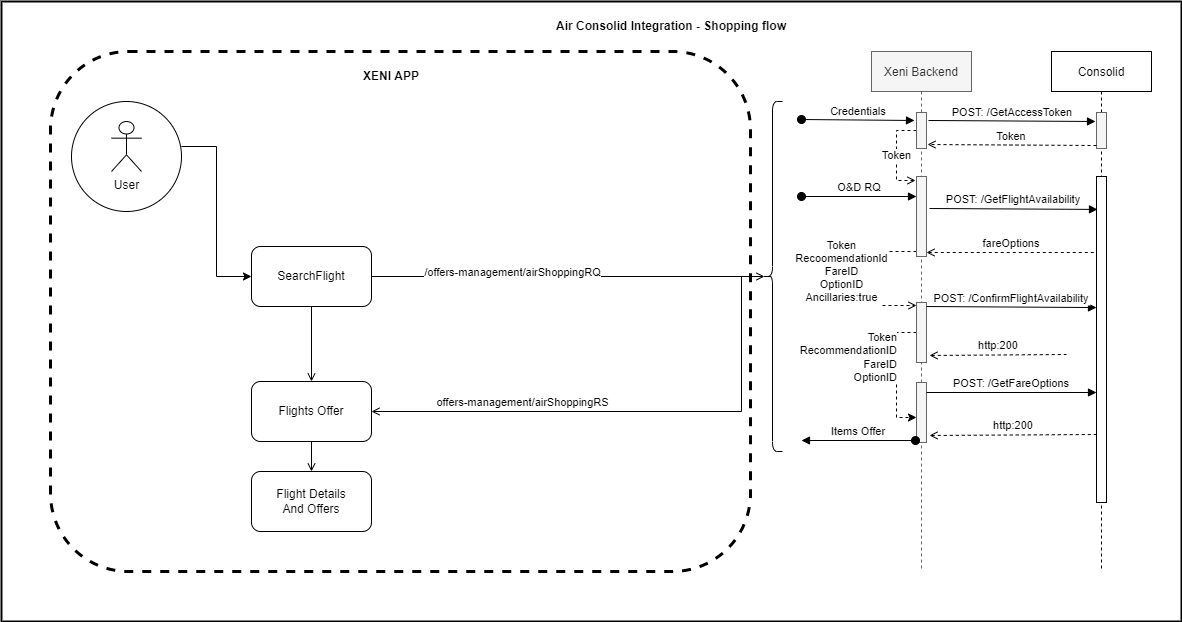 Air Consolid Integration - Shopping flow
XENI APP
User
SearchFlight
/offers-management/airShoppingRQ
Flights Offer
offers-management/airShoppingRS
Flight Details
And Offers
Xeni Backend
Consolid
Credentials
POST: /GetAccessToken
Token
Token
O&D RQ
POST: /GetFlightAvailability
fareOptions
Token
RecoomendationId
FareID
OptionID
Ancillaries:true
POST: /ConfirmFlightAvailability
Token
RecommendationID
FareID
OptionID
http:200
POST: /GetFareOptions
http:200
Items Offer